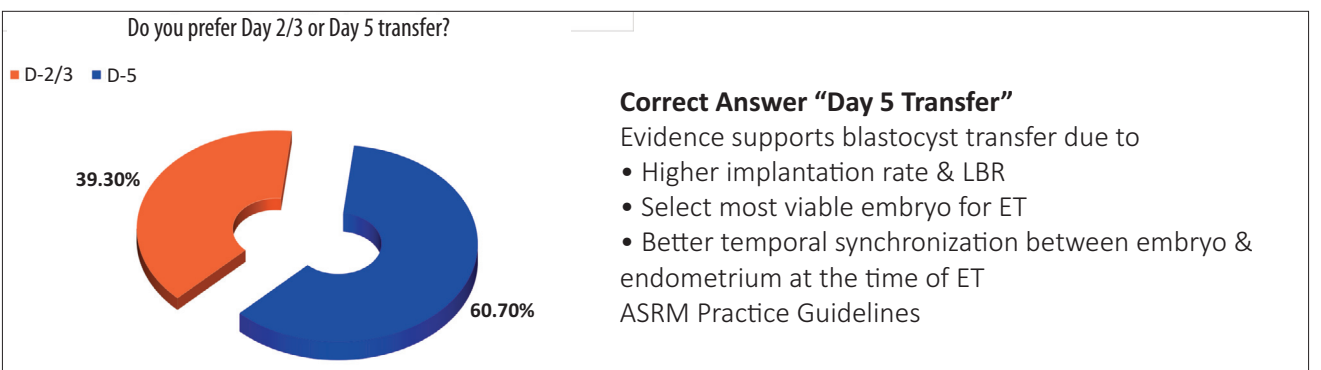 Do you prefer Day 2/3 or Day 5 transfer?
D-2/3 D-5
39.30%
60.70%
Correct Answer “Day 5 Transfer”
Evidence supports blastocyst transfer due to
• Higher implantation rate & LBR
• Select most viable embryo for ET
• Better temporal synchronization between embryo &
endometrium at the time of ET
ASRM Practice Guidelines